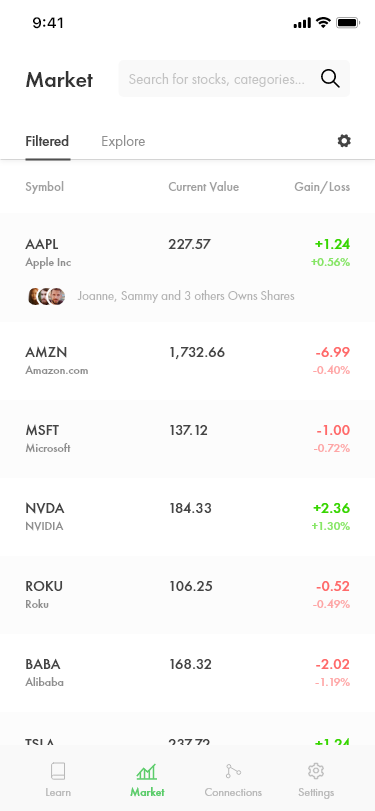 9:41
Market
Search for stocks, categories...
Filtered Explore
Symbol Current Value Gain/Loss
AAPL 227.57 +1.24
Apple Inc +0.56%
Joanne, Sammy and 3 others Owns Shares
AMZN 1,732.66 -6.99
Amazon.com -0.40%
MSFT 137.12 -1.00
Microsoft -0.72%
NVDA 184.33 +2.36
NVIDIA +1.30%
ROKU 106.25 -0.52
Roku -0.49%
BABA 168.32 -2.02
Alibaba -1.19%
TSLA 237.72 +1.24
Learn Market Connections Settings